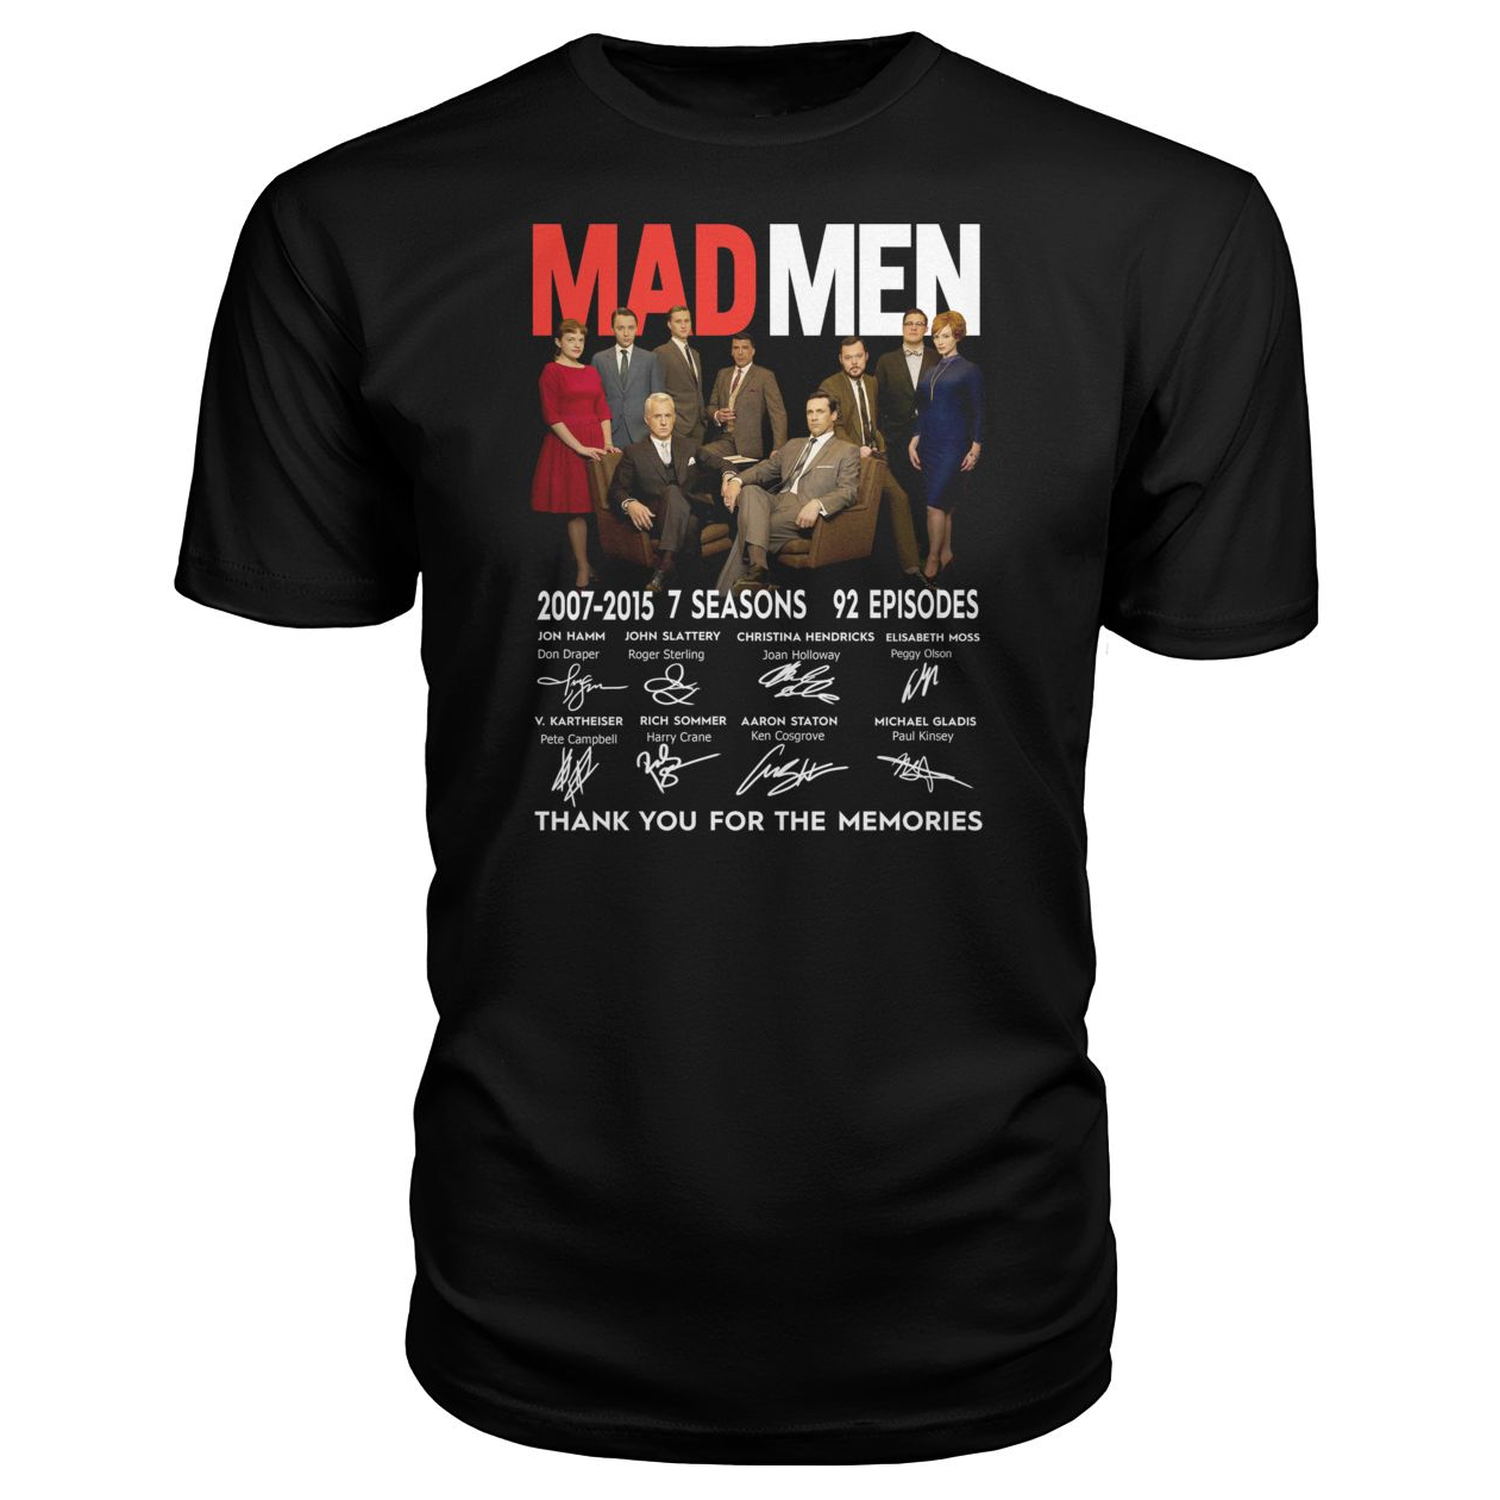 MAD MEN
2007-2015 7 SEASONS 92 EPISODES
JON HAMM JOHN SLATTERY CHRISTINA HENDRICKS ELISABETH MOSS
Don Draper Roger Sterling Joan Holloway Peggy Olson
V. KARTHEISER RICH SOMMER AARON STATON MICHAEL GLADIS
Pete Campbell Harry Crane Ken Cosgrove Paul Kinsey
THANK YOU FOR THE MEMORIES